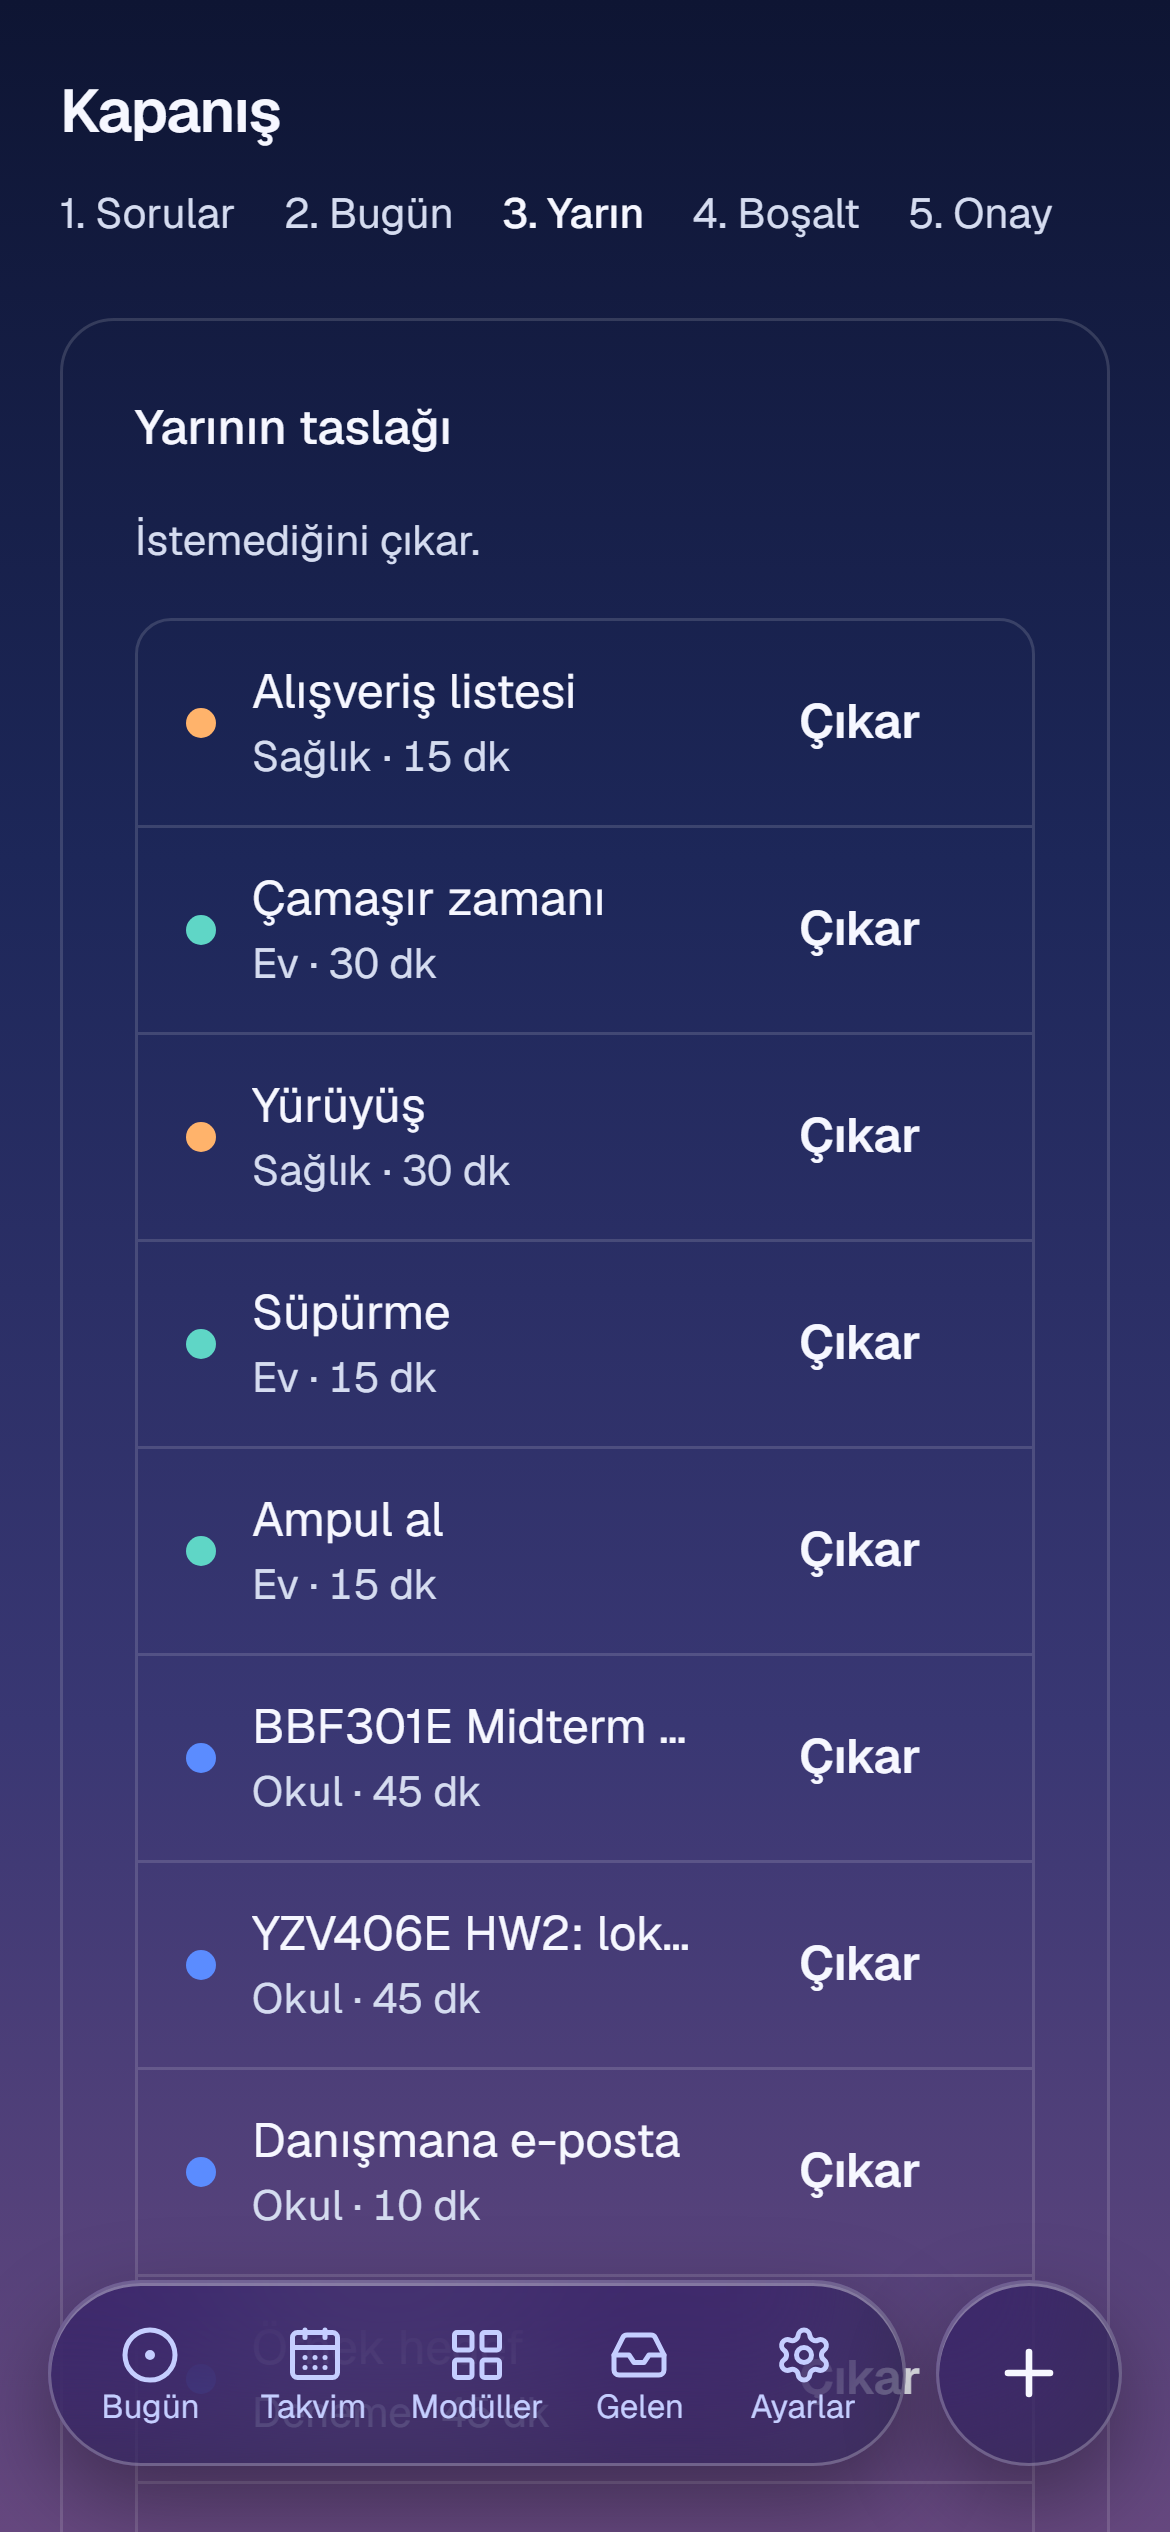 Kapanış
1. Sorular 2. Bugün 3. Yarın 4. Boşalt 5. Onay
Yarının taslağı
İstemediğini çıkar.
Alışveriş listesi
Sağlık · 15 dk
Çıkar
Çamaşır zamanı
Ev · 30 dk
Çıkar
Yürüyüş
Sağlık · 30 dk
Çıkar
Süpürme
Ev · 15 dk
Çıkar
Ampul al
Ev · 15 dk
Çıkar
BBF301E Midterm ...
Okul · 45 dk
Çıkar
YZV406E HW2: lok...
Okul · 45 dk
Çıkar
Danışmana e-posta
Okul · 10 dk
Çıkar
Bugün Takvim Modüller Gelen Ayarlar